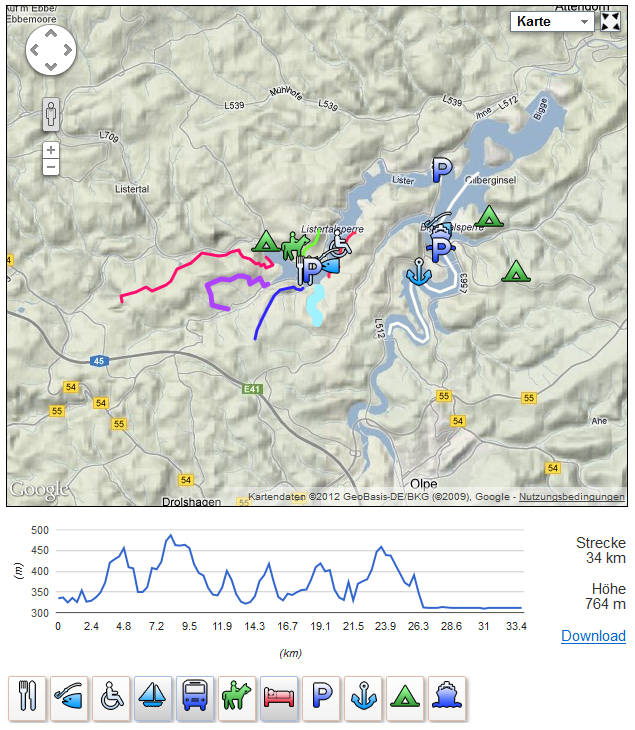 Auf'm Ebbe/
Ebbemoore
Attendorn
Karte
L539
Mühlhofe
L539
L539
Ihne
L512
Bigge
L709
Listertal
Lister
Gilberginsel
Listertalsperre
L563
L512
45
E41
54
55
54
55
54
55
54
55
54
Ahe
Olpe
Drolshagen
54
55
Google
Kartendaten ©2012 GeoBasis-DE/BKG (©2009), Google - Nutzungsbedingungen
500
450
400
350
300
(m)
0 2.4 4.8 7.2 9.5 11.9 14.3 16.7 19.1 21.5 23.9 26.3 28.6 31 33.4
(km)
Strecke
34 km
Höhe
764 m
Download
P